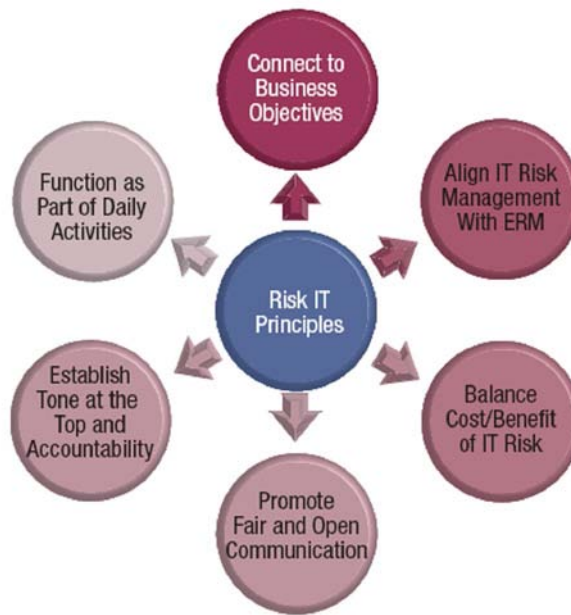 Connect to
Business
Objectives
Align IT Risk
Management
With ERM
Balance
Cost/Benefit
of IT Risk
Promote
Fair and Open
Communication
Establish
Tone at the
Top and
Accountability
Function as
Part of Daily
Activities
Risk IT
Principles